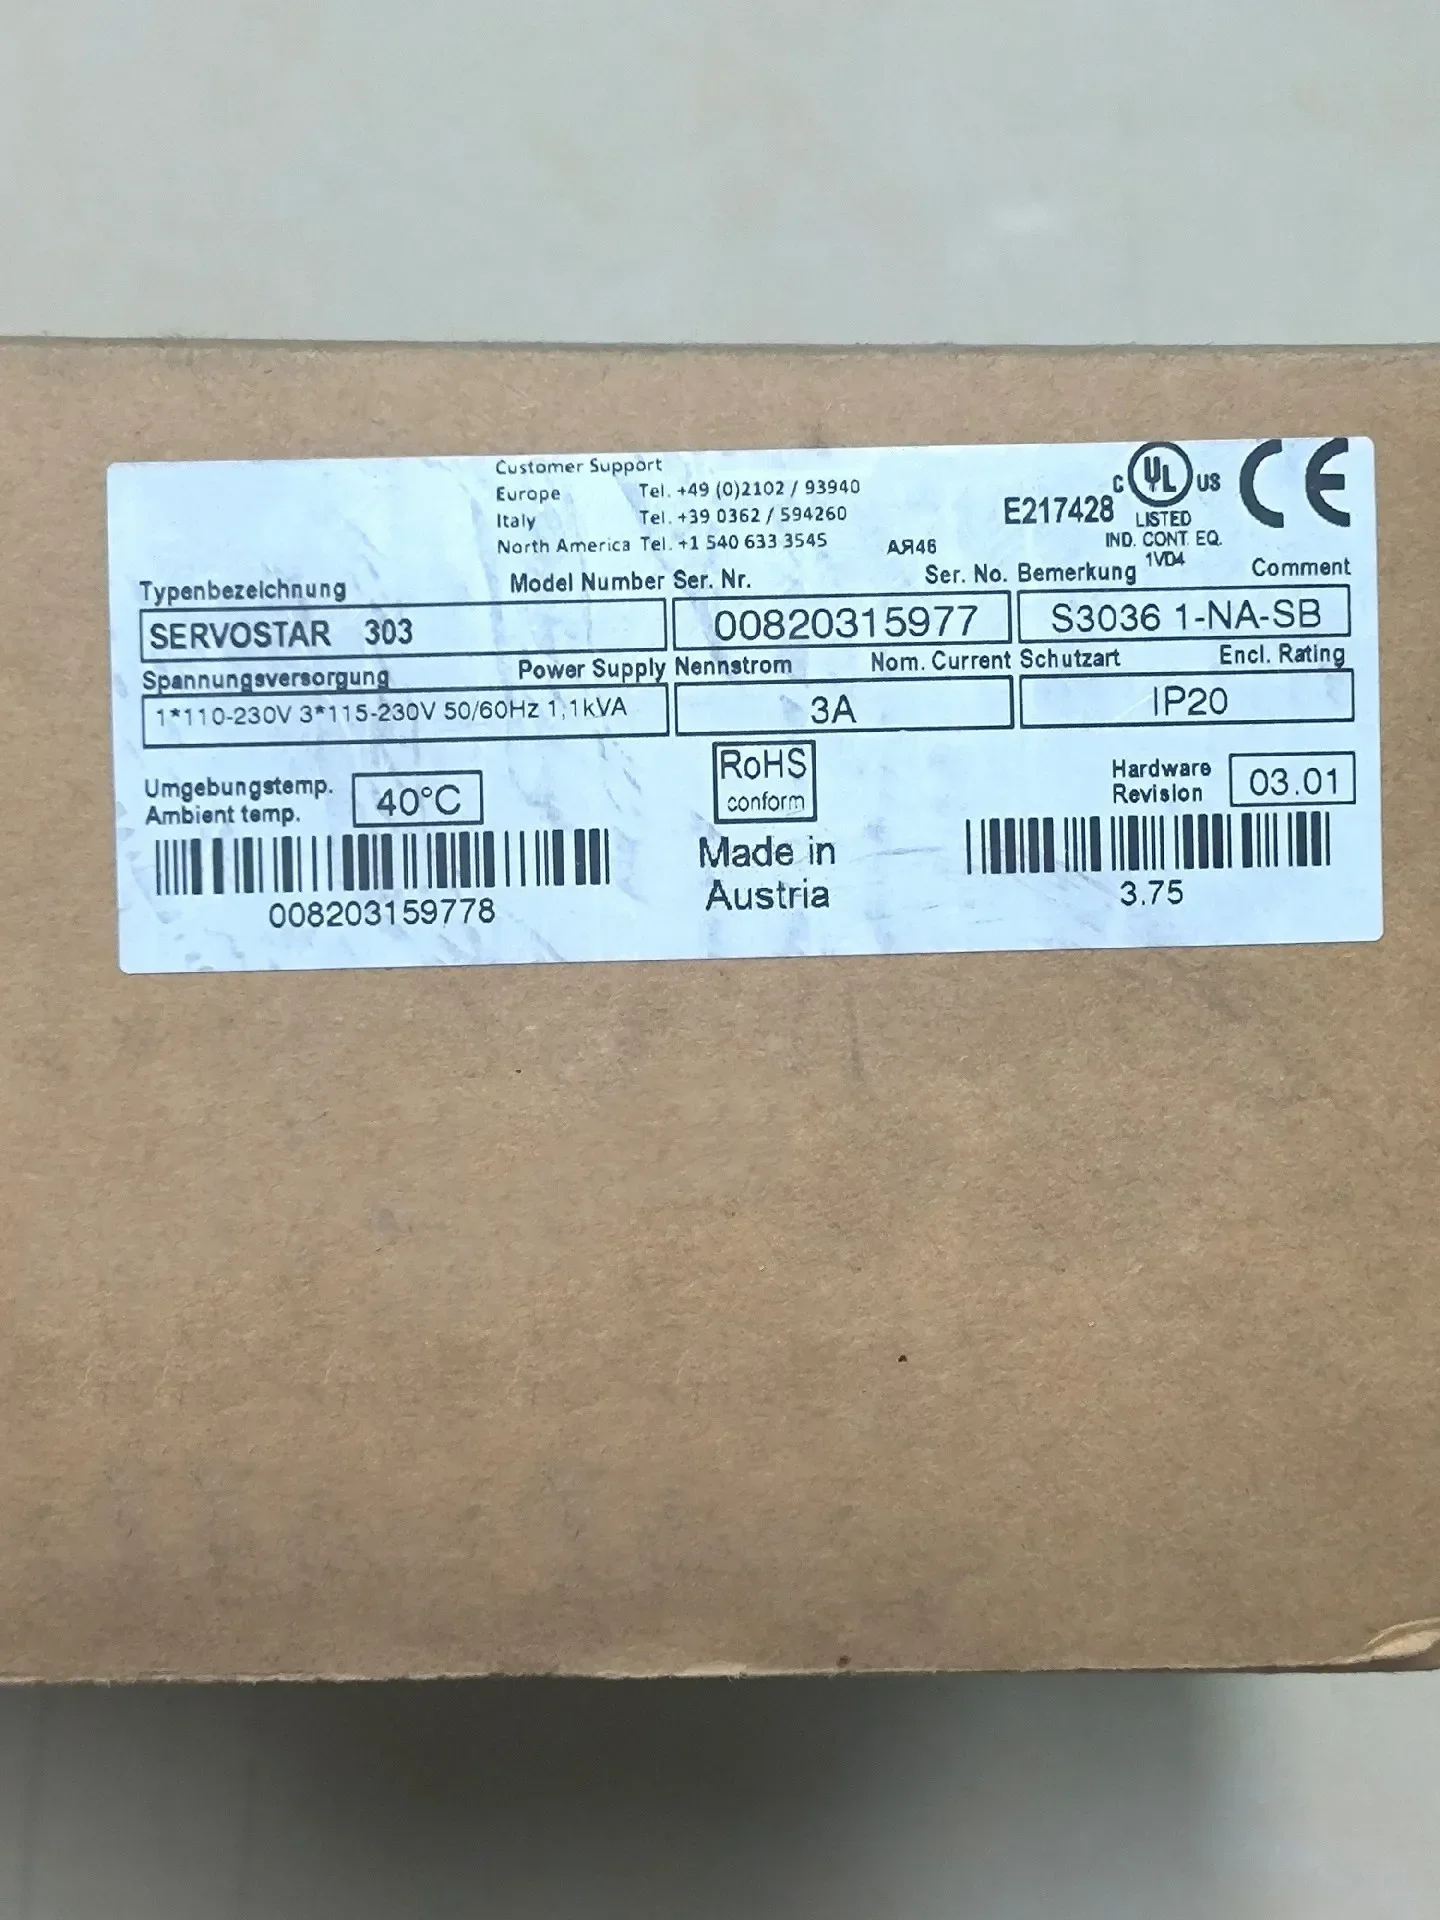 Customer Support
Europe Tel. +49 (0)2102 / 93940
Italy Tel. +39 0362 / 594260
North America Tel. +1 540 633 3545
AЯ46
E217428
C UL US
LISTED
IND. CONT. EQ.
1VD4
CE
Typenbezeichnung Model Number Ser. Nr. Ser. No. Bemerkung Comment
SERVOSTAR 303 00820315977 S3036 1-NA-SB
Spannungsversorgung Power Supply Nennstrom Nom. Current Schutzart Encl. Rating
1*110-230V 3*115-230V 50/60Hz 1,1kVA 3A IP20
Umgebungstemp.
Ambient temp.
40°C
RoHS
conform
Hardware
Revision
03.01
Made in
Austria
008203159778
3.75